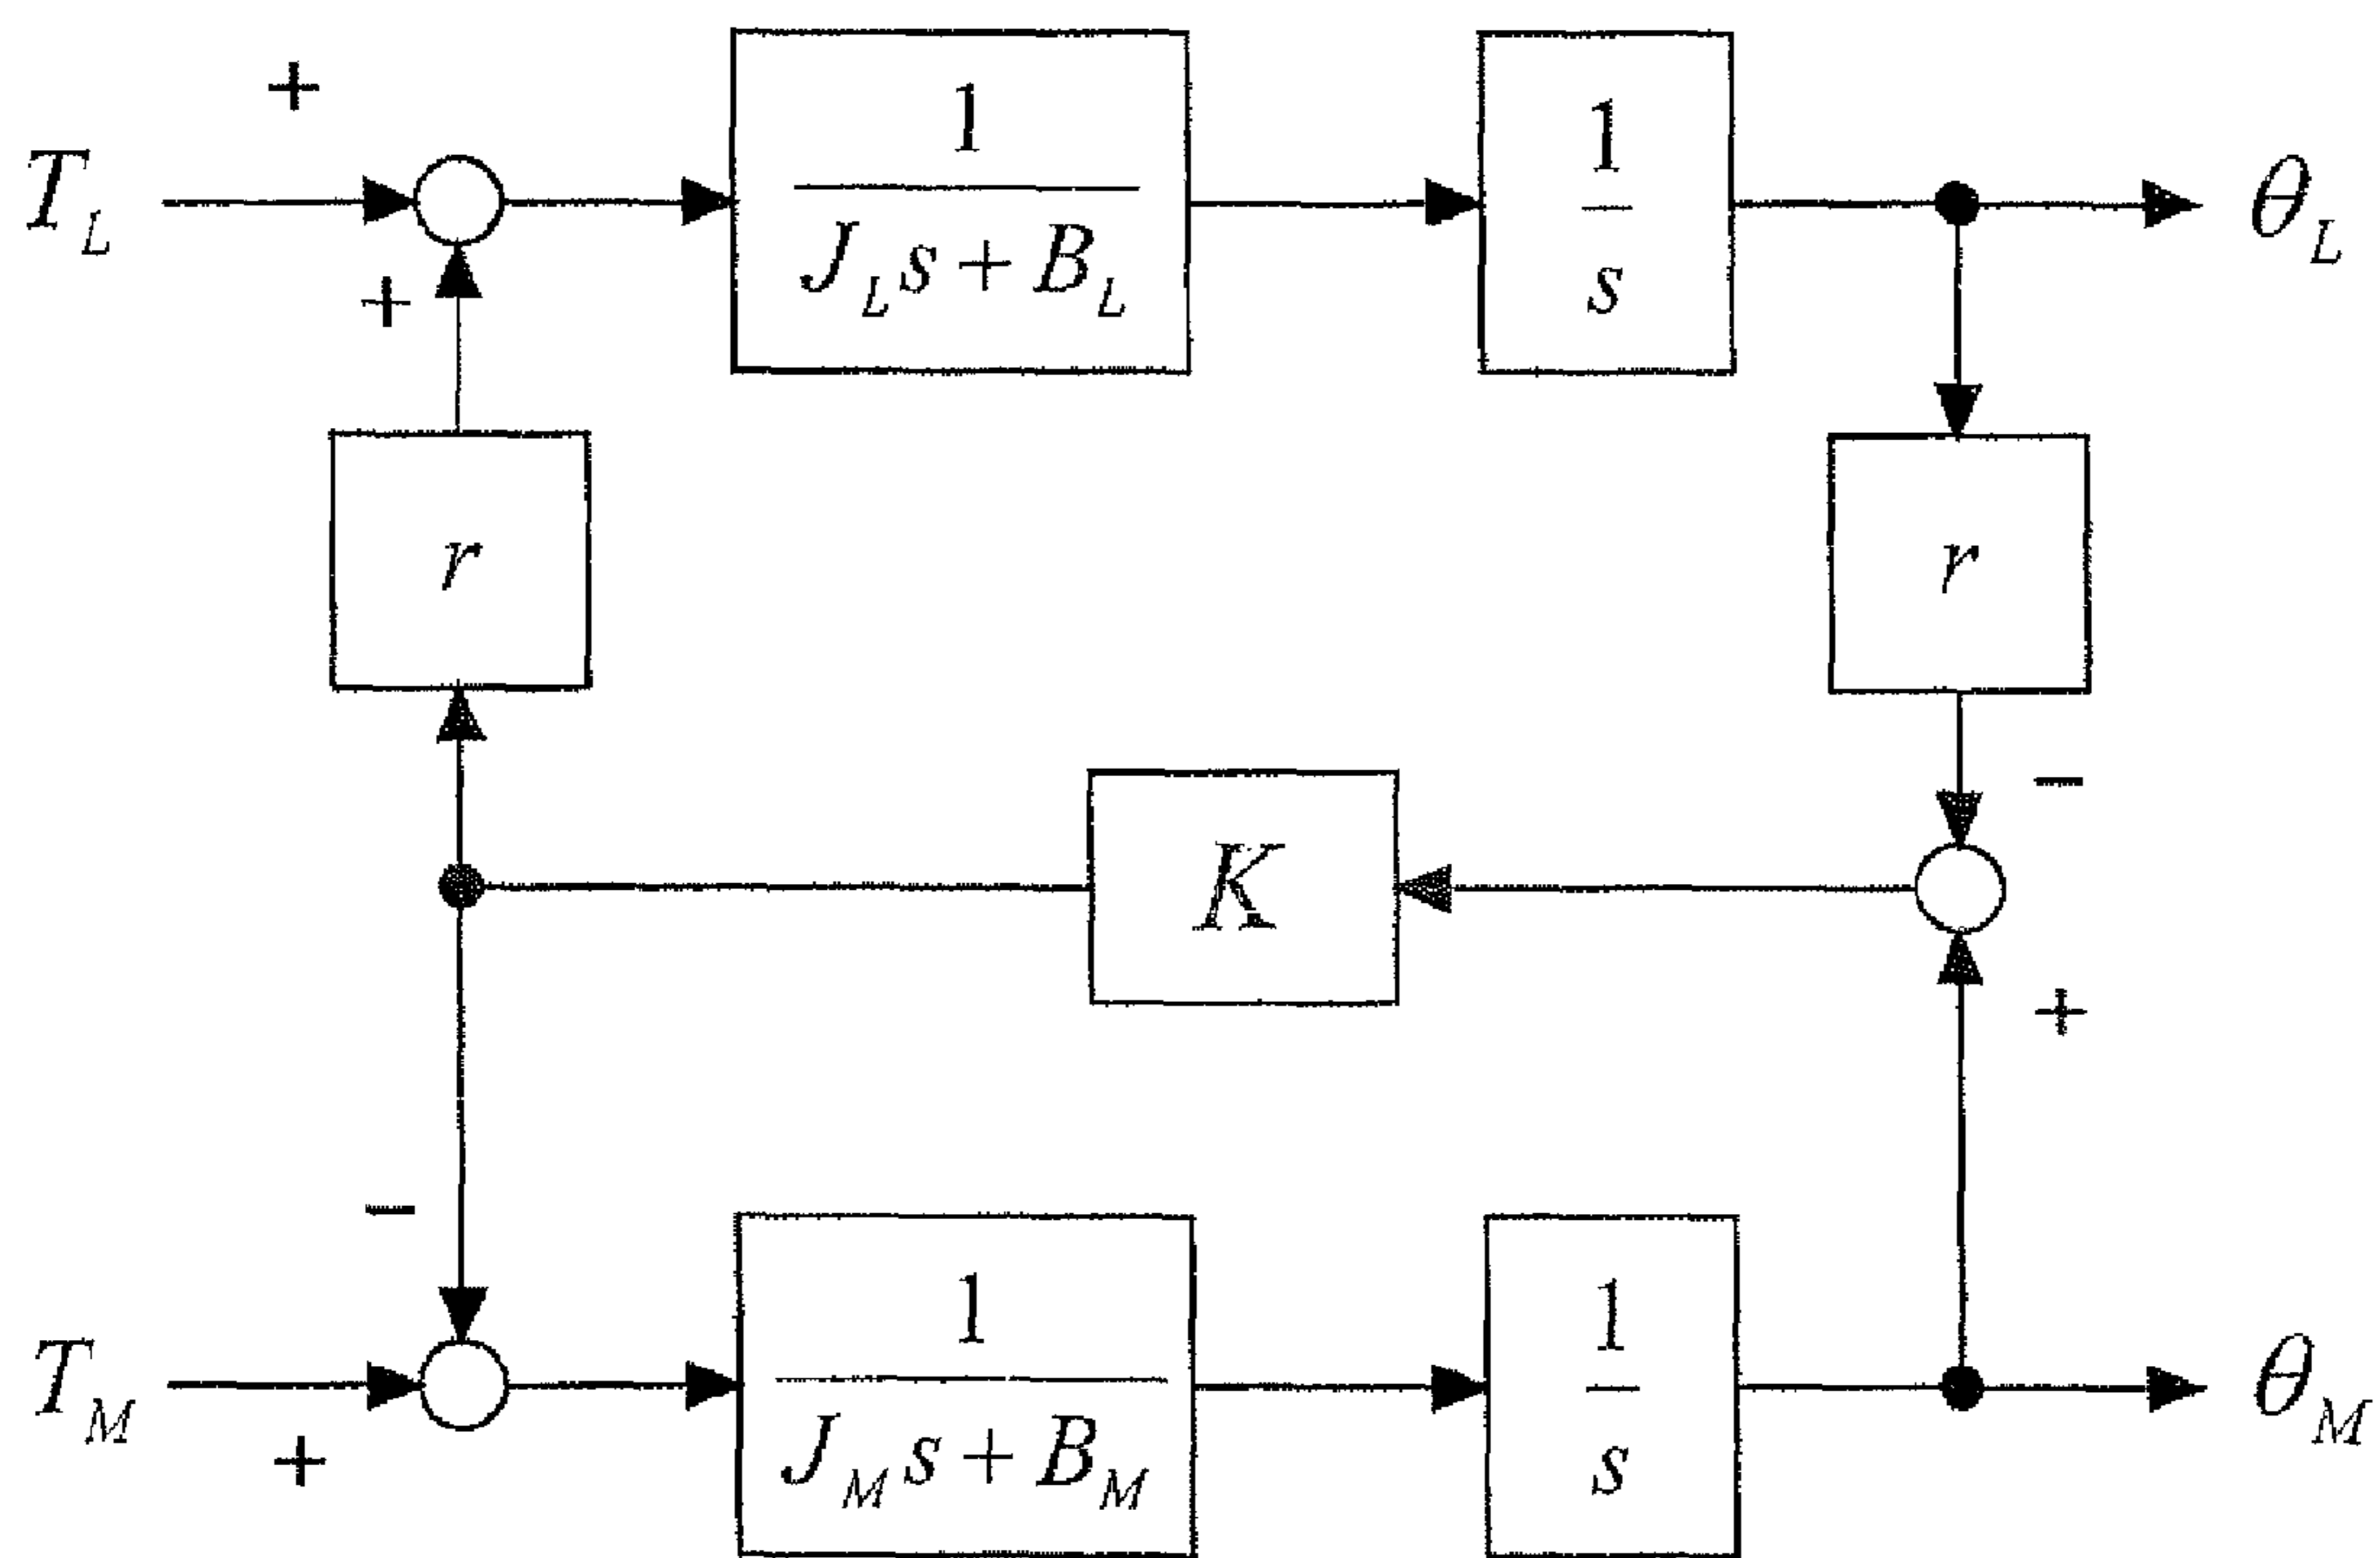 +
T_L
1
J_L s + B_L
1
s
θ_L
+
r
r
−
K
+
−
T_M
+
1
J_M s + B_M
1
s
θ_M